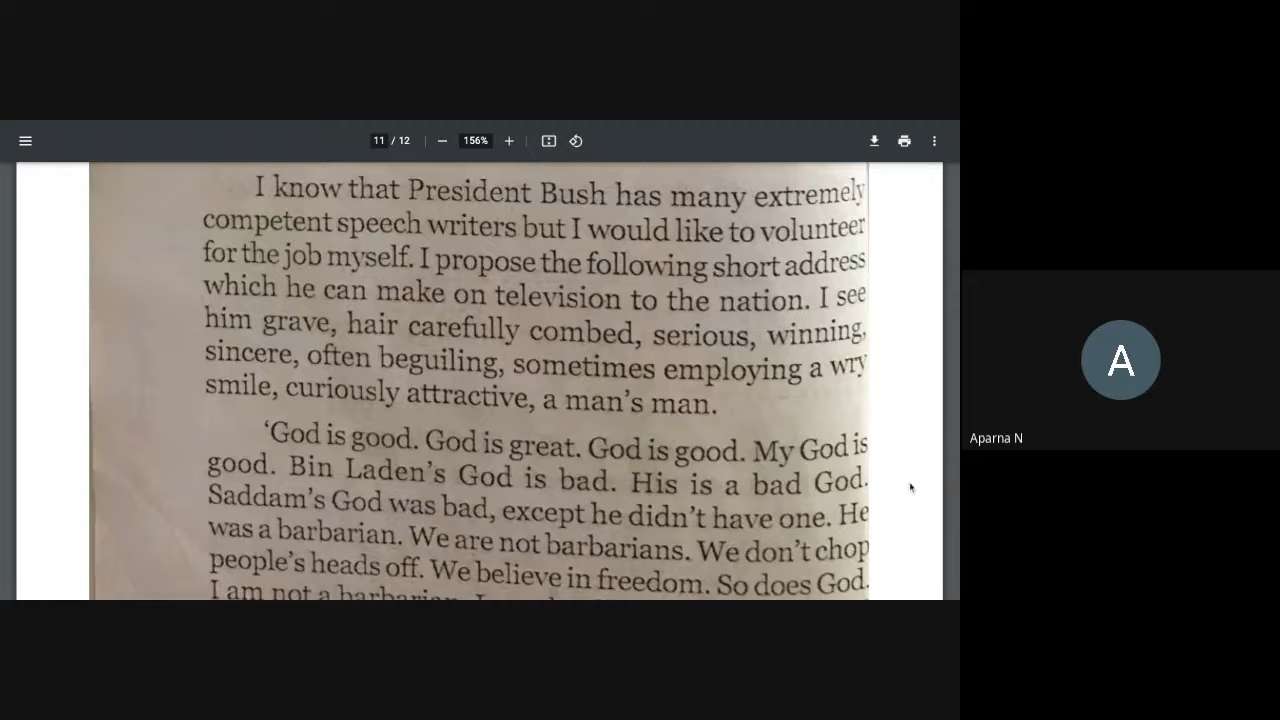 11 / 12
156%
I know that President Bush has many extremely
competent speech writers but I would like to volunteer
for the job myself. I propose the following short address
which he can make on television to the nation. I see
him grave, hair carefully combed, serious, winning,
sincere, often beguiling, sometimes employing a wry
smile, curiously attractive, a man's man.
‘God is good. God is great. God is good. My God is
good. Bin Laden's God is bad. His is a bad God.
Saddam's God was bad, except he didn't have one. He
was a barbarian. We are not barbarians. We don't chop
people's heads off. We believe in freedom. So does God.
I am not a barbarian.
A
Aparna N